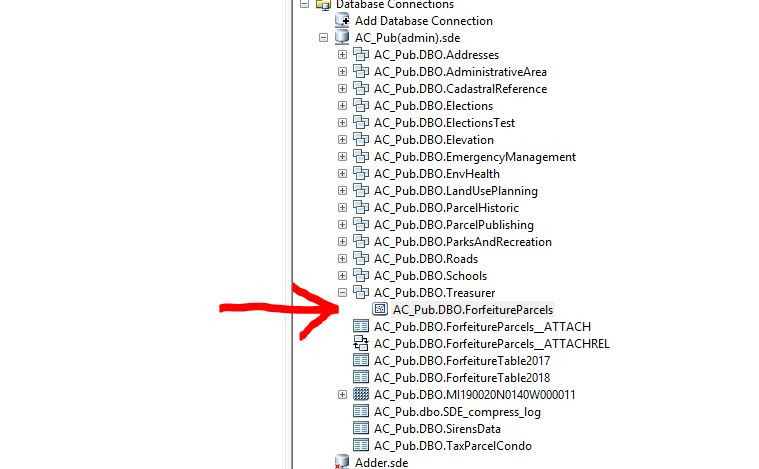 Database Connections
Add Database Connection
AC_Pub(admin).sde
AC_Pub.DBO.Addresses
AC_Pub.DBO.AdministrativeArea
AC_Pub.DBO.CadastralReference
AC_Pub.DBO.Elections
AC_Pub.DBO.ElectionsTest
AC_Pub.DBO.Elevation
AC_Pub.DBO.EmergencyManagement
AC_Pub.DBO.EnvHealth
AC_Pub.DBO.LandUsePlanning
AC_Pub.DBO.ParcelHistoric
AC_Pub.DBO.ParcelPublishing
AC_Pub.DBO.ParksAndRecreation
AC_Pub.DBO.Roads
AC_Pub.DBO.Schools
AC_Pub.DBO.Treasurer
AC_Pub.DBO.ForfeitureParcels
AC_Pub.DBO.ForfeitureParcels__ATTACH
AC_Pub.DBO.ForfeitureParcels__ATTACHREL
AC_Pub.DBO.ForfeitureTable2017
AC_Pub.DBO.ForfeitureTable2018
AC_Pub.DBO.MI190020N0140W000011
AC_Pub.dbo.SDE_compress_log
AC_Pub.DBO.SirensData
AC_Pub.DBO.TaxParcelCondo
Adder.sde